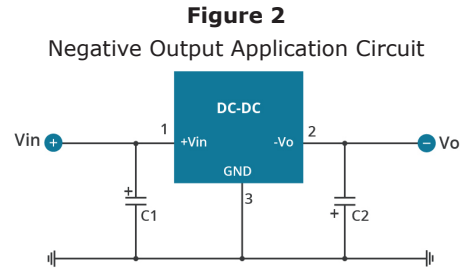 Figure 2
Negative Output Application Circuit
DC-DC
Vin + 1 +Vin -Vo 2 − Vo
GND
3
+ C1 + C2